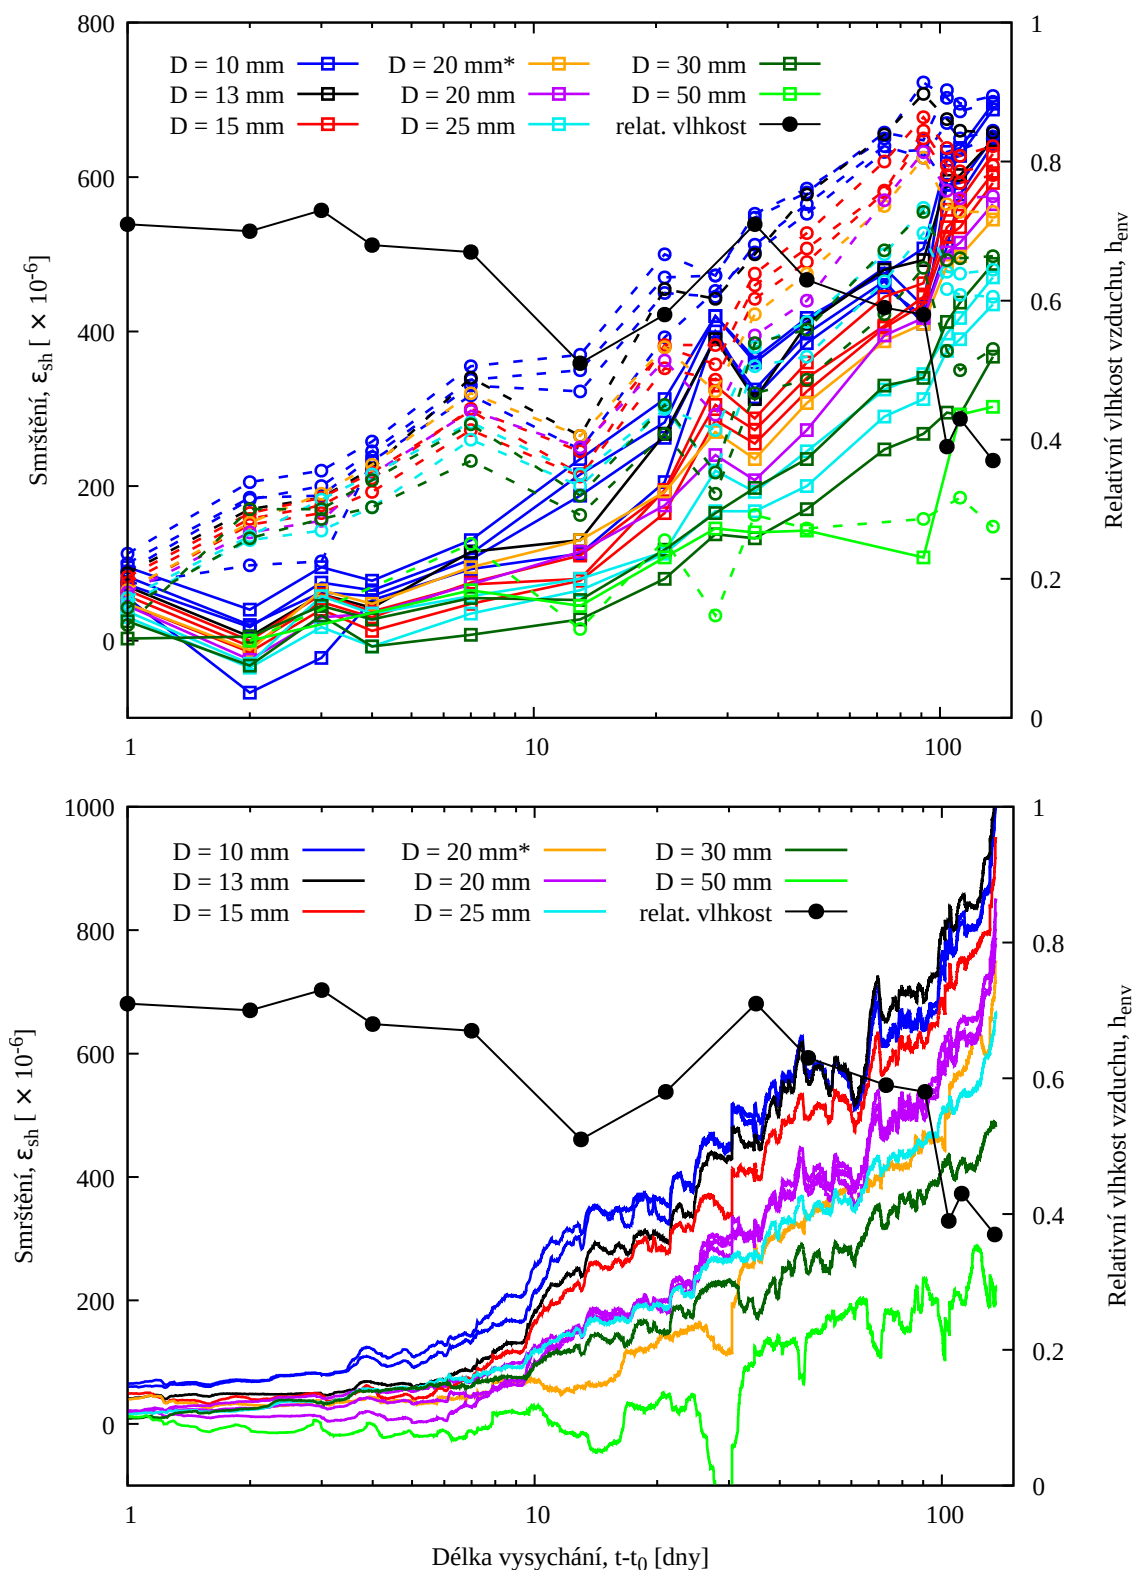 800
600
400
200
0
Smrštění, εsh [ × 10-6]
D = 10 mm
D = 13 mm
D = 15 mm
D = 20 mm*
D = 20 mm
D = 25 mm
D = 30 mm
D = 50 mm
relat. vlhkost
1
0.8
0.6
0.4
0.2
0
Relativní vlhkost vzduchu, henv
1 10 100
1000
800
600
400
200
0
Smrštění, εsh [ × 10-6]
D = 10 mm
D = 13 mm
D = 15 mm
D = 20 mm*
D = 20 mm
D = 25 mm
D = 30 mm
D = 50 mm
relat. vlhkost
1
0.8
0.6
0.4
0.2
0
Relativní vlhkost vzduchu, henv
1 10 100
Délka vysychání, t-t0 [dny]